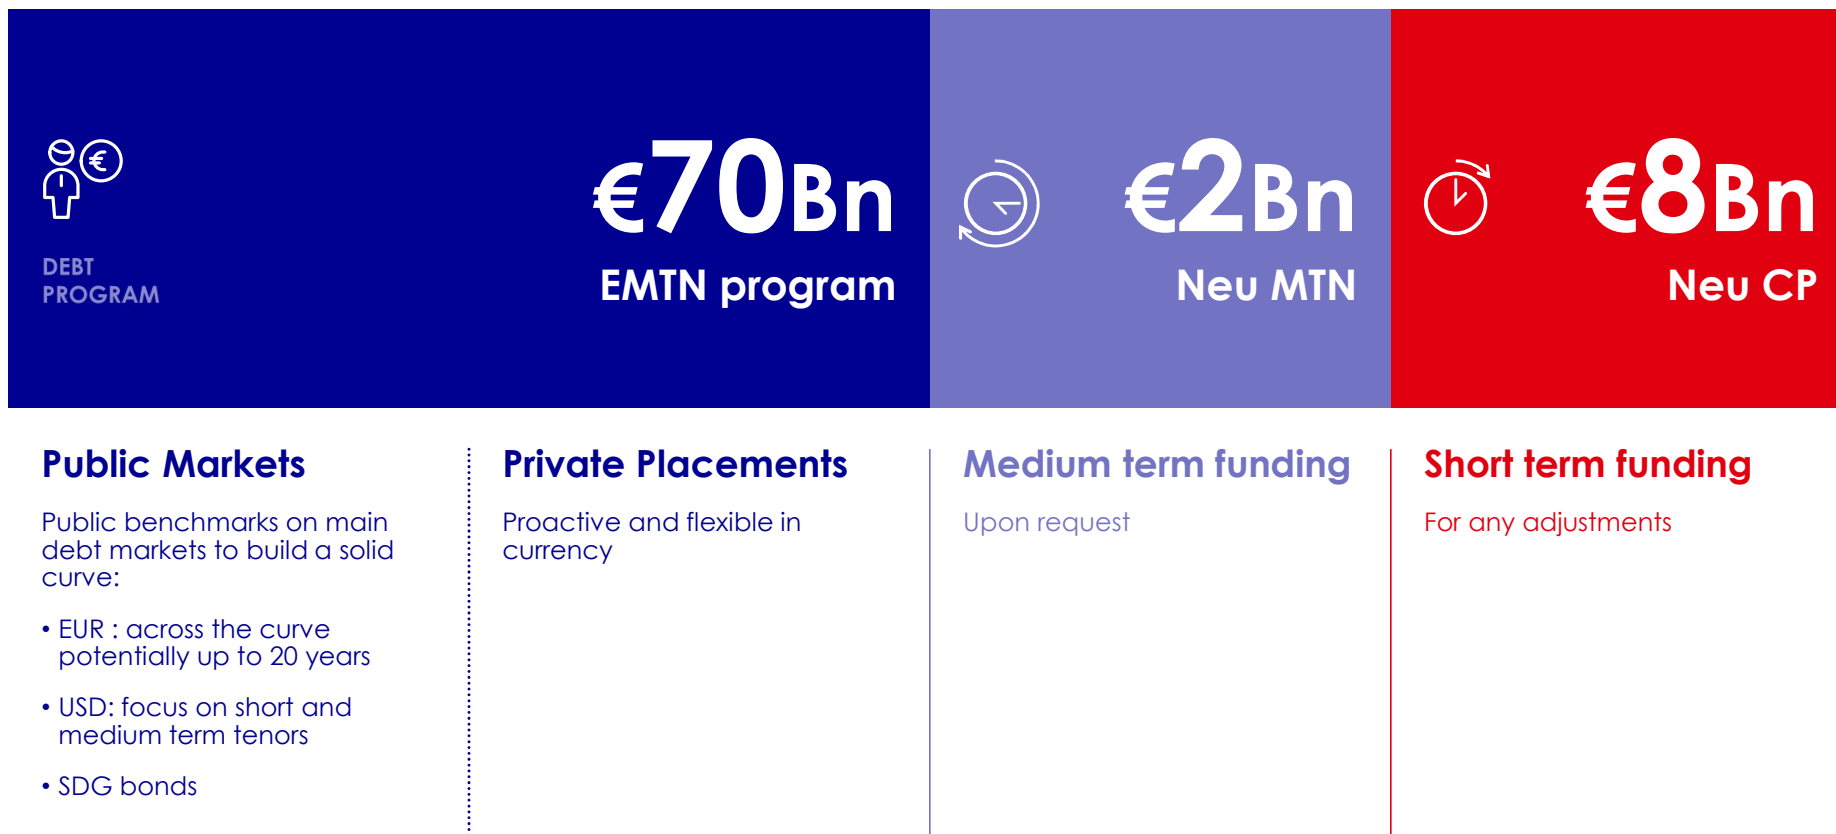 DEBT
PROGRAM
€70Bn
EMTN program
€2Bn
Neu MTN
€8Bn
Neu CP
Public Markets
Public benchmarks on main
debt markets to build a solid
curve:
• EUR : across the curve
potentially up to 20 years
• USD: focus on short and
medium term tenors
• SDG bonds
Private Placements
Proactive and flexible in
currency
Medium term funding
Upon request
Short term funding
For any adjustments